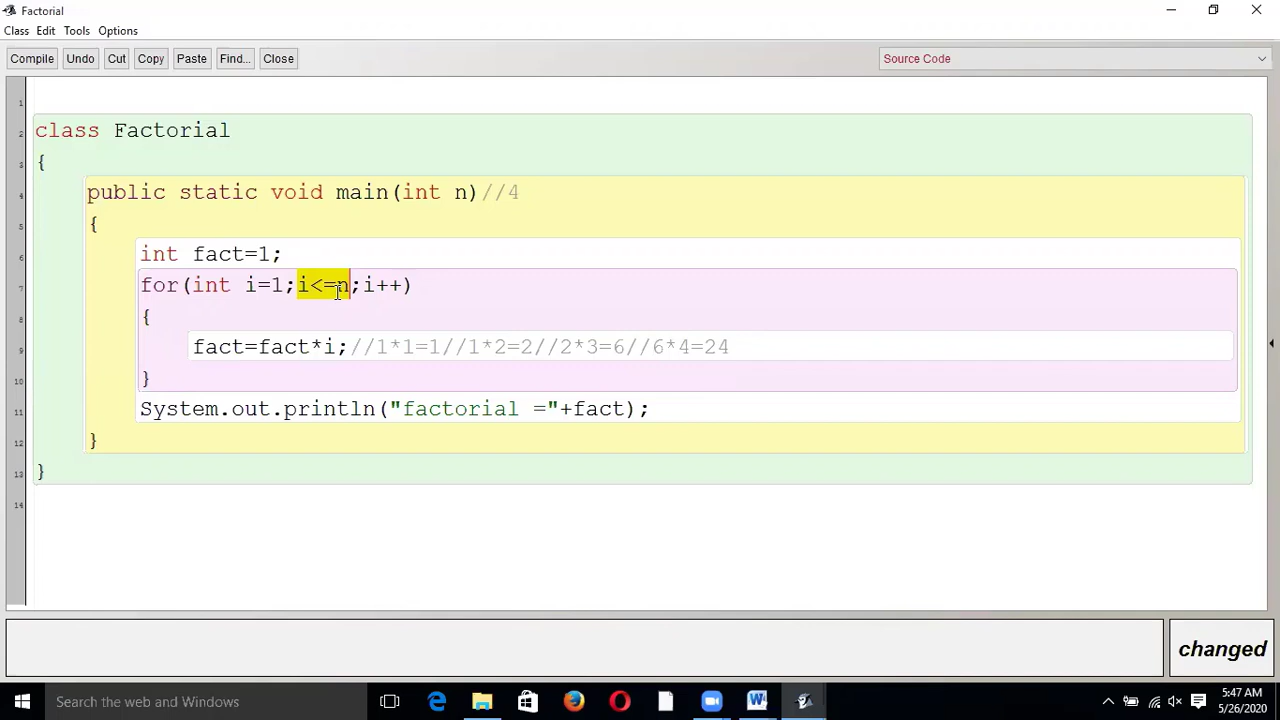 Factorial
Class Edit Tools Options
Compile Undo Cut Copy Paste Find... Close Source Code
1
2 class Factorial
3 {
4 public static void main(int n)//4
5 {
6 int fact=1;
7 for(int i=1;i<=n;i++)
8 {
9 fact=fact*i;//1*1=1//1*2=2//2*3=6//6*4=24
10 }
11 System.out.println("factorial ="+fact);
12 }
13 }
14
changed
Search the web and Windows
5:47 AM
5/26/2020